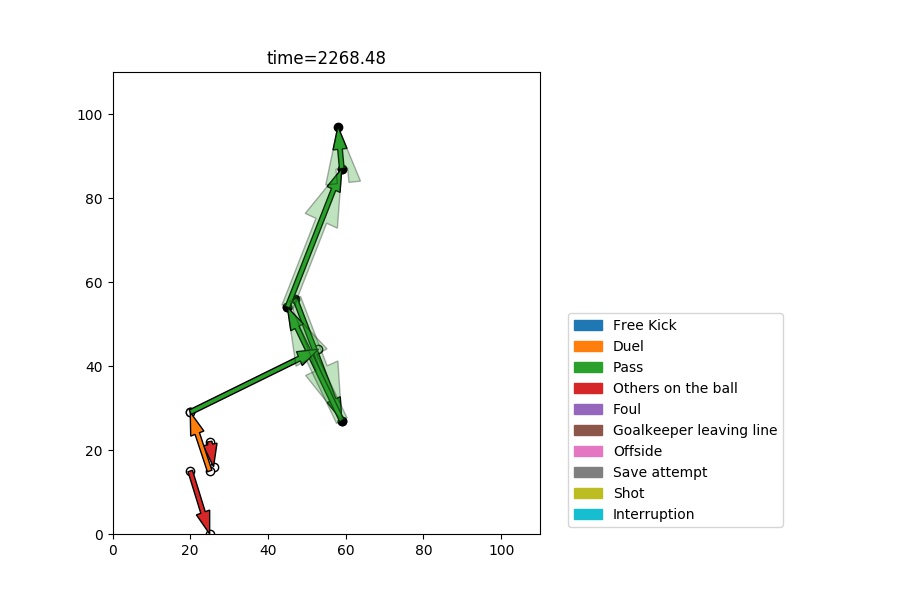 time=2268.48
100
80
60
40
20
0
0 20 40 60 80 100
Free Kick
Duel
Pass
Others on the ball
Foul
Goalkeeper leaving line
Offside
Save attempt
Shot
Interruption